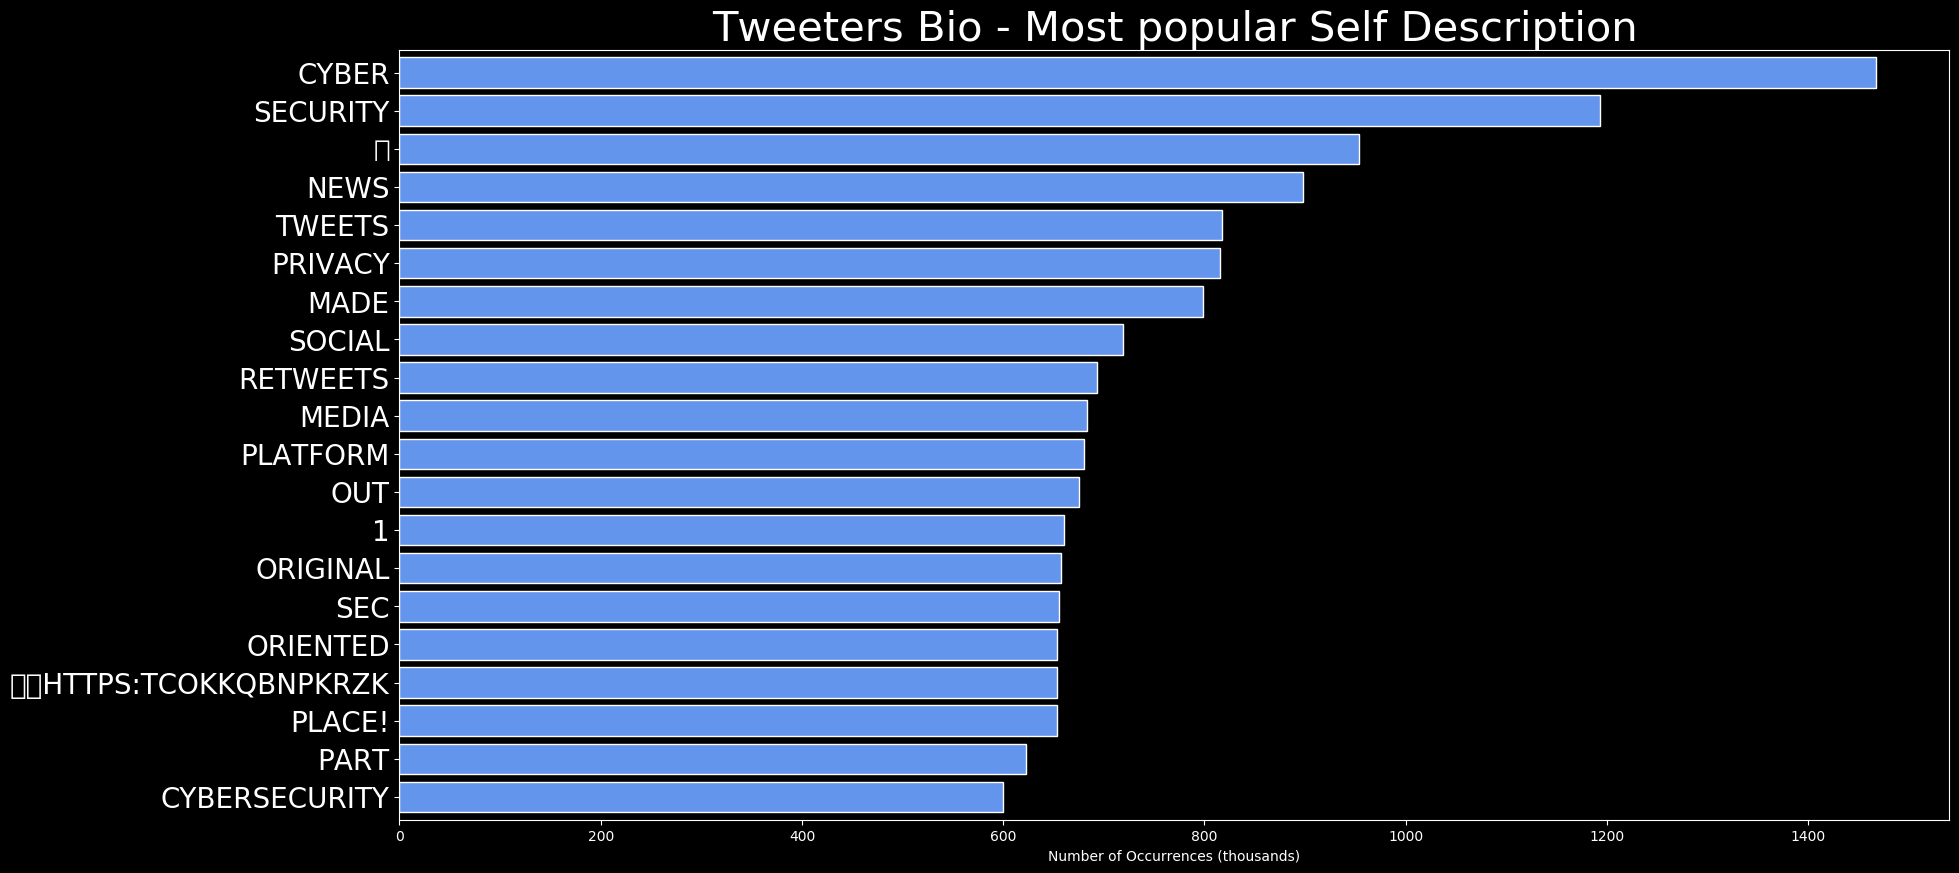 Tweeters Bio - Most popular Self Description
CYBER
SECURITY
NEWS
TWEETS
PRIVACY
MADE
SOCIAL
RETWEETS
MEDIA
PLATFORM
OUT
1
ORIGINAL
SEC
ORIENTED
HTTPS:TCOKKQBNPKRZK
PLACE!
PART
CYBERSECURITY
0 200 400 600 800 1000 1200 1400
Number of Occurrences (thousands)